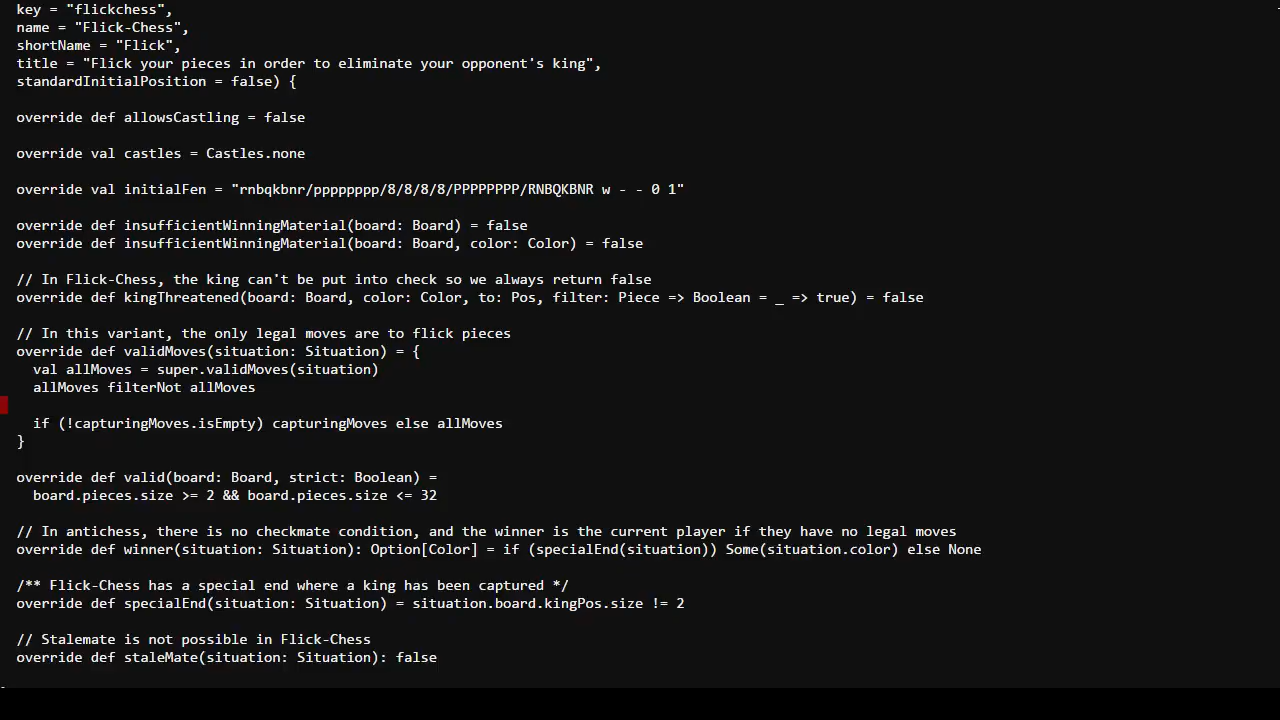 key = "flickchess",
name = "Flick-Chess",
shortName = "Flick",
title = "Flick your pieces in order to eliminate your opponent's king",
standardInitialPosition = false) {
override def allowsCastling = false
override val castles = Castles.none
override val initialFen = "rnbqkbnr/pppppppp/8/8/8/8/PPPPPPPP/RNBQKBNR w - - 0 1"
override def insufficientWinningMaterial(board: Board) = false
override def insufficientWinningMaterial(board: Board, color: Color) = false
// In Flick-Chess, the king can't be put into check so we always return false
override def kingThreatened(board: Board, color: Color, to: Pos, filter: Piece => Boolean = _ => true) = false
// In this variant, the only legal moves are to flick pieces
override def validMoves(situation: Situation) = {
val allMoves = super.validMoves(situation)
allMoves filterNot allMoves
if (!capturingMoves.isEmpty) capturingMoves else allMoves
}
override def valid(board: Board, strict: Boolean) =
board.pieces.size >= 2 && board.pieces.size <= 32
// In antichess, there is no checkmate condition, and the winner is the current player if they have no legal moves
override def winner(situation: Situation): Option[Color] = if (specialEnd(situation)) Some(situation.color) else None
/** Flick-Chess has a special end where a king has been captured */
override def specialEnd(situation: Situation) = situation.board.kingPos.size != 2
// Stalemate is not possible in Flick-Chess
override def staleMate(situation: Situation): false